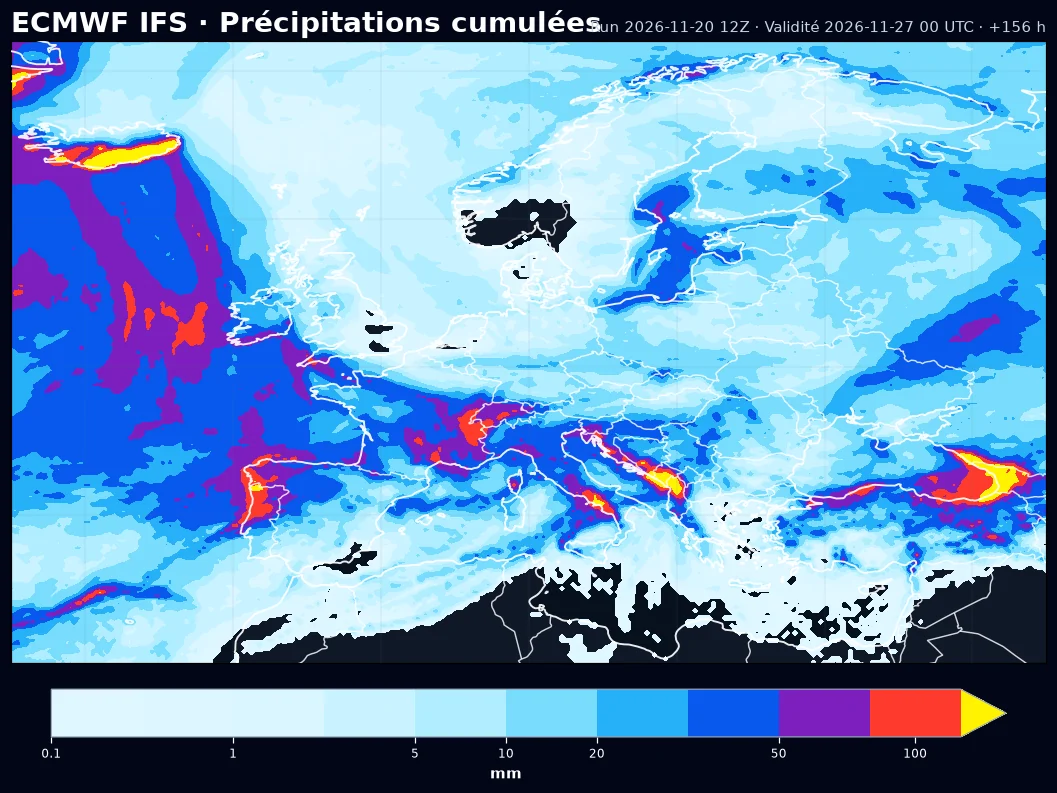 ECMWF IFS · Précipitations cumulées
Run 2026-11-20 12Z · Validité 2026-11-27 00 UTC · +156 h
0.1 1 5 10 20 50 100
mm